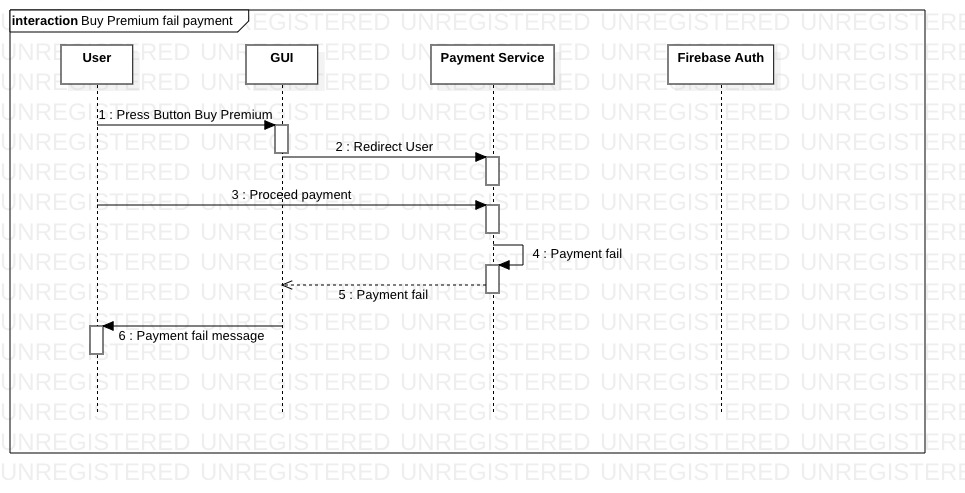 interaction Buy Premium fail payment
User
GUI
Payment Service
Firebase Auth
1 : Press Button Buy Premium
2 : Redirect User
3 : Proceed payment
4 : Payment fail
5 : Payment fail
6 : Payment fail message
UNREGISTERED UNREGISTERED UNREGISTERED UNREGISTERED UNREGISTERED